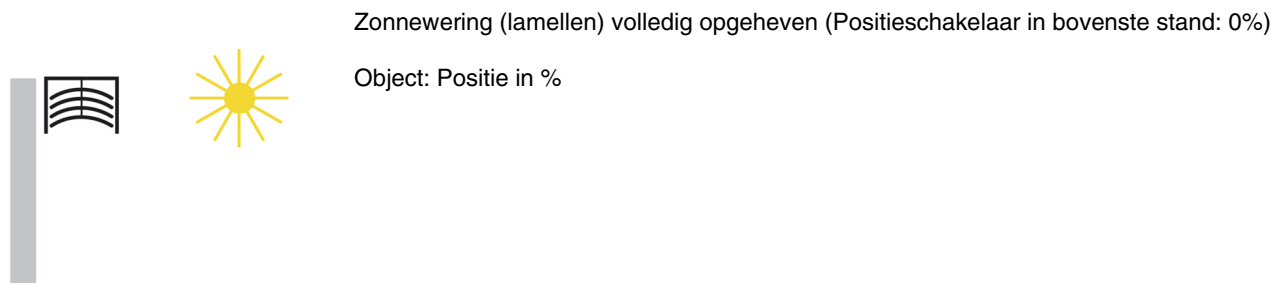 Zonnewering (lamellen) volledig opgeheven (Positieschakelaar in bovenste stand: 0%)
Object: Positie in %